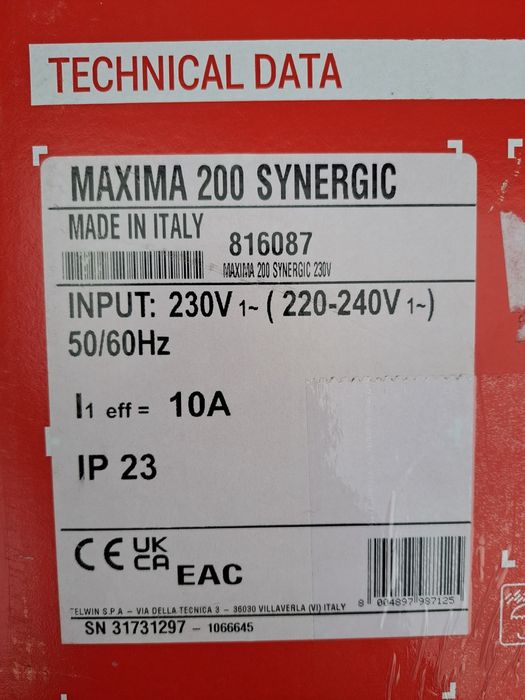 TECHNICAL DATA
MAXIMA 200 SYNERGIC
MADE IN ITALY
816087
MAXIMA 200 SYNERGIC 230V
INPUT: 230V 1~ ( 220-240V 1~)
50/60Hz
I1 eff = 10A
IP 23
CE UK CA EAC
8 004897 987125
TELWIN S.P.A - VIA DELLA TECNICA 3 - 36030 VILLAVERLA (VI) ITALY
SN 31731297 - 1066645